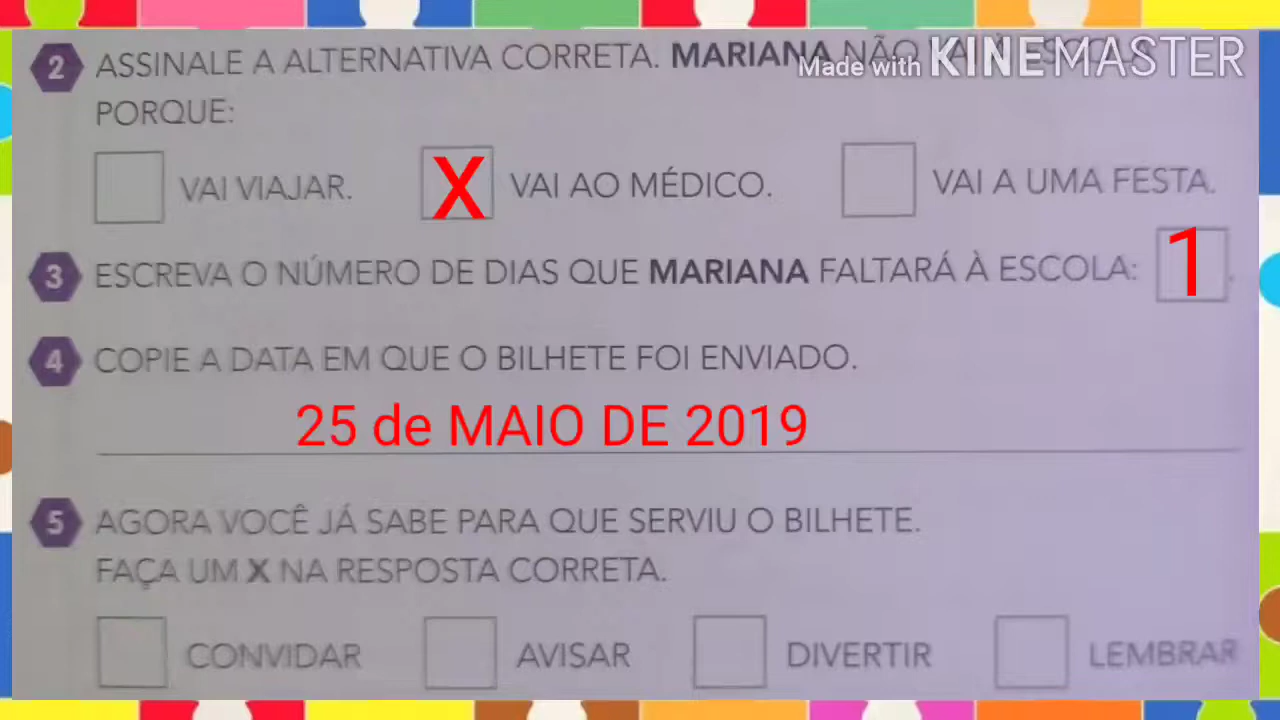 2 ASSINALE A ALTERNATIVA CORRETA. MARIANA NÃO
Made with KINEMASTER
PORQUE:
VAI VIAJAR. X VAI AO MÉDICO. VAI A UMA FESTA.
3 ESCREVA O NÚMERO DE DIAS QUE MARIANA FALTARÁ À ESCOLA: 1.
4 COPIE A DATA EM QUE O BILHETE FOI ENVIADO.
25 de MAIO DE 2019
5 AGORA VOCÊ JÁ SABE PARA QUE SERVIU O BILHETE.
FAÇA UM X NA RESPOSTA CORRETA.
CONVIDAR AVISAR DIVERTIR LEMBRAR